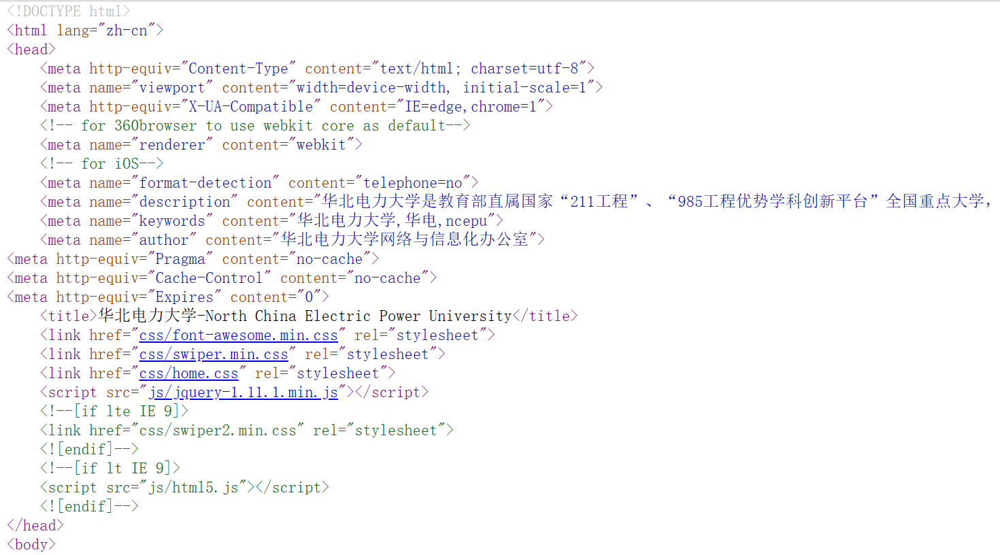 <!DOCTYPE html>
<html lang="zh-cn">
<head>
    <meta http-equiv="Content-Type" content="text/html; charset=utf-8">
    <meta name="viewport" content="width=device-width, initial-scale=1">
    <meta http-equiv="X-UA-Compatible" content="IE=edge,chrome=1">
    <!-- for 360browser to use webkit core as default-->
    <meta name="renderer" content="webkit">
    <!-- for iOS-->
    <meta name="format-detection" content="telephone=no">
    <meta name="description" content="华北电力大学是教育部直属国家“211工程”、“985工程优势学科创新平台”全国重点大学，
    <meta name="keywords" content="华北电力大学,华电,ncepu">
    <meta name="author" content="华北电力大学网络与信息化办公室">
<meta http-equiv="Pragma" content="no-cache">
<meta http-equiv="Cache-Control" content="no-cache">
<meta http-equiv="Expires" content="0">
    <title>华北电力大学-North China Electric Power University</title>
    <link href="css/font-awesome.min.css" rel="stylesheet">
    <link href="css/swiper.min.css" rel="stylesheet">
    <link href="css/home.css" rel="stylesheet">
    <script src="js/jquery-1.11.1.min.js"></script>
    <!--[if lte IE 9]>
    <link href="css/swiper2.min.css" rel="stylesheet">
    <![endif]-->
    <!--[if lt IE 9]>
    <script src="js/html5.js"></script>
    <![endif]-->
</head>
<body>